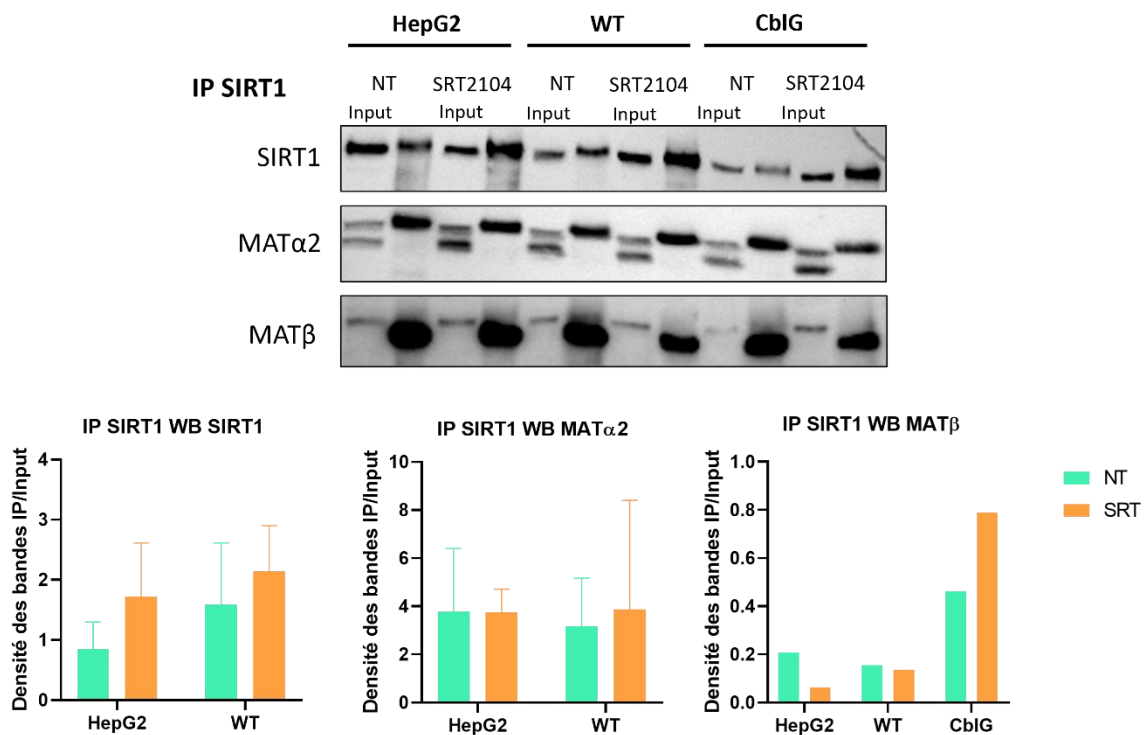 HepG2 WT CblG
IP SIRT1 NT SRT2104 NT SRT2104 NT SRT2104
Input Input Input Input Input Input
SIRT1
MATα2
MATβ
IP SIRT1 WB SIRT1
Densité des bandes IP/Input
4
3
2
1
0
HepG2 WT
IP SIRT1 WB MATα2
Densité des bandes IP/Input
10
8
6
4
2
0
HepG2 WT
IP SIRT1 WB MATβ
Densité des bandes IP/Input
1.0
0.8
0.6
0.4
0.2
0.0
HepG2 WT CblG
NT
SRT